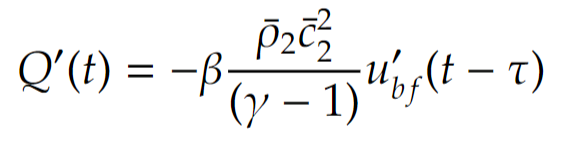 Q′(t) = −β \frac{\bar{ρ}_2 \bar{c}_2^2}{(γ − 1)} u′_{bf}(t − τ)